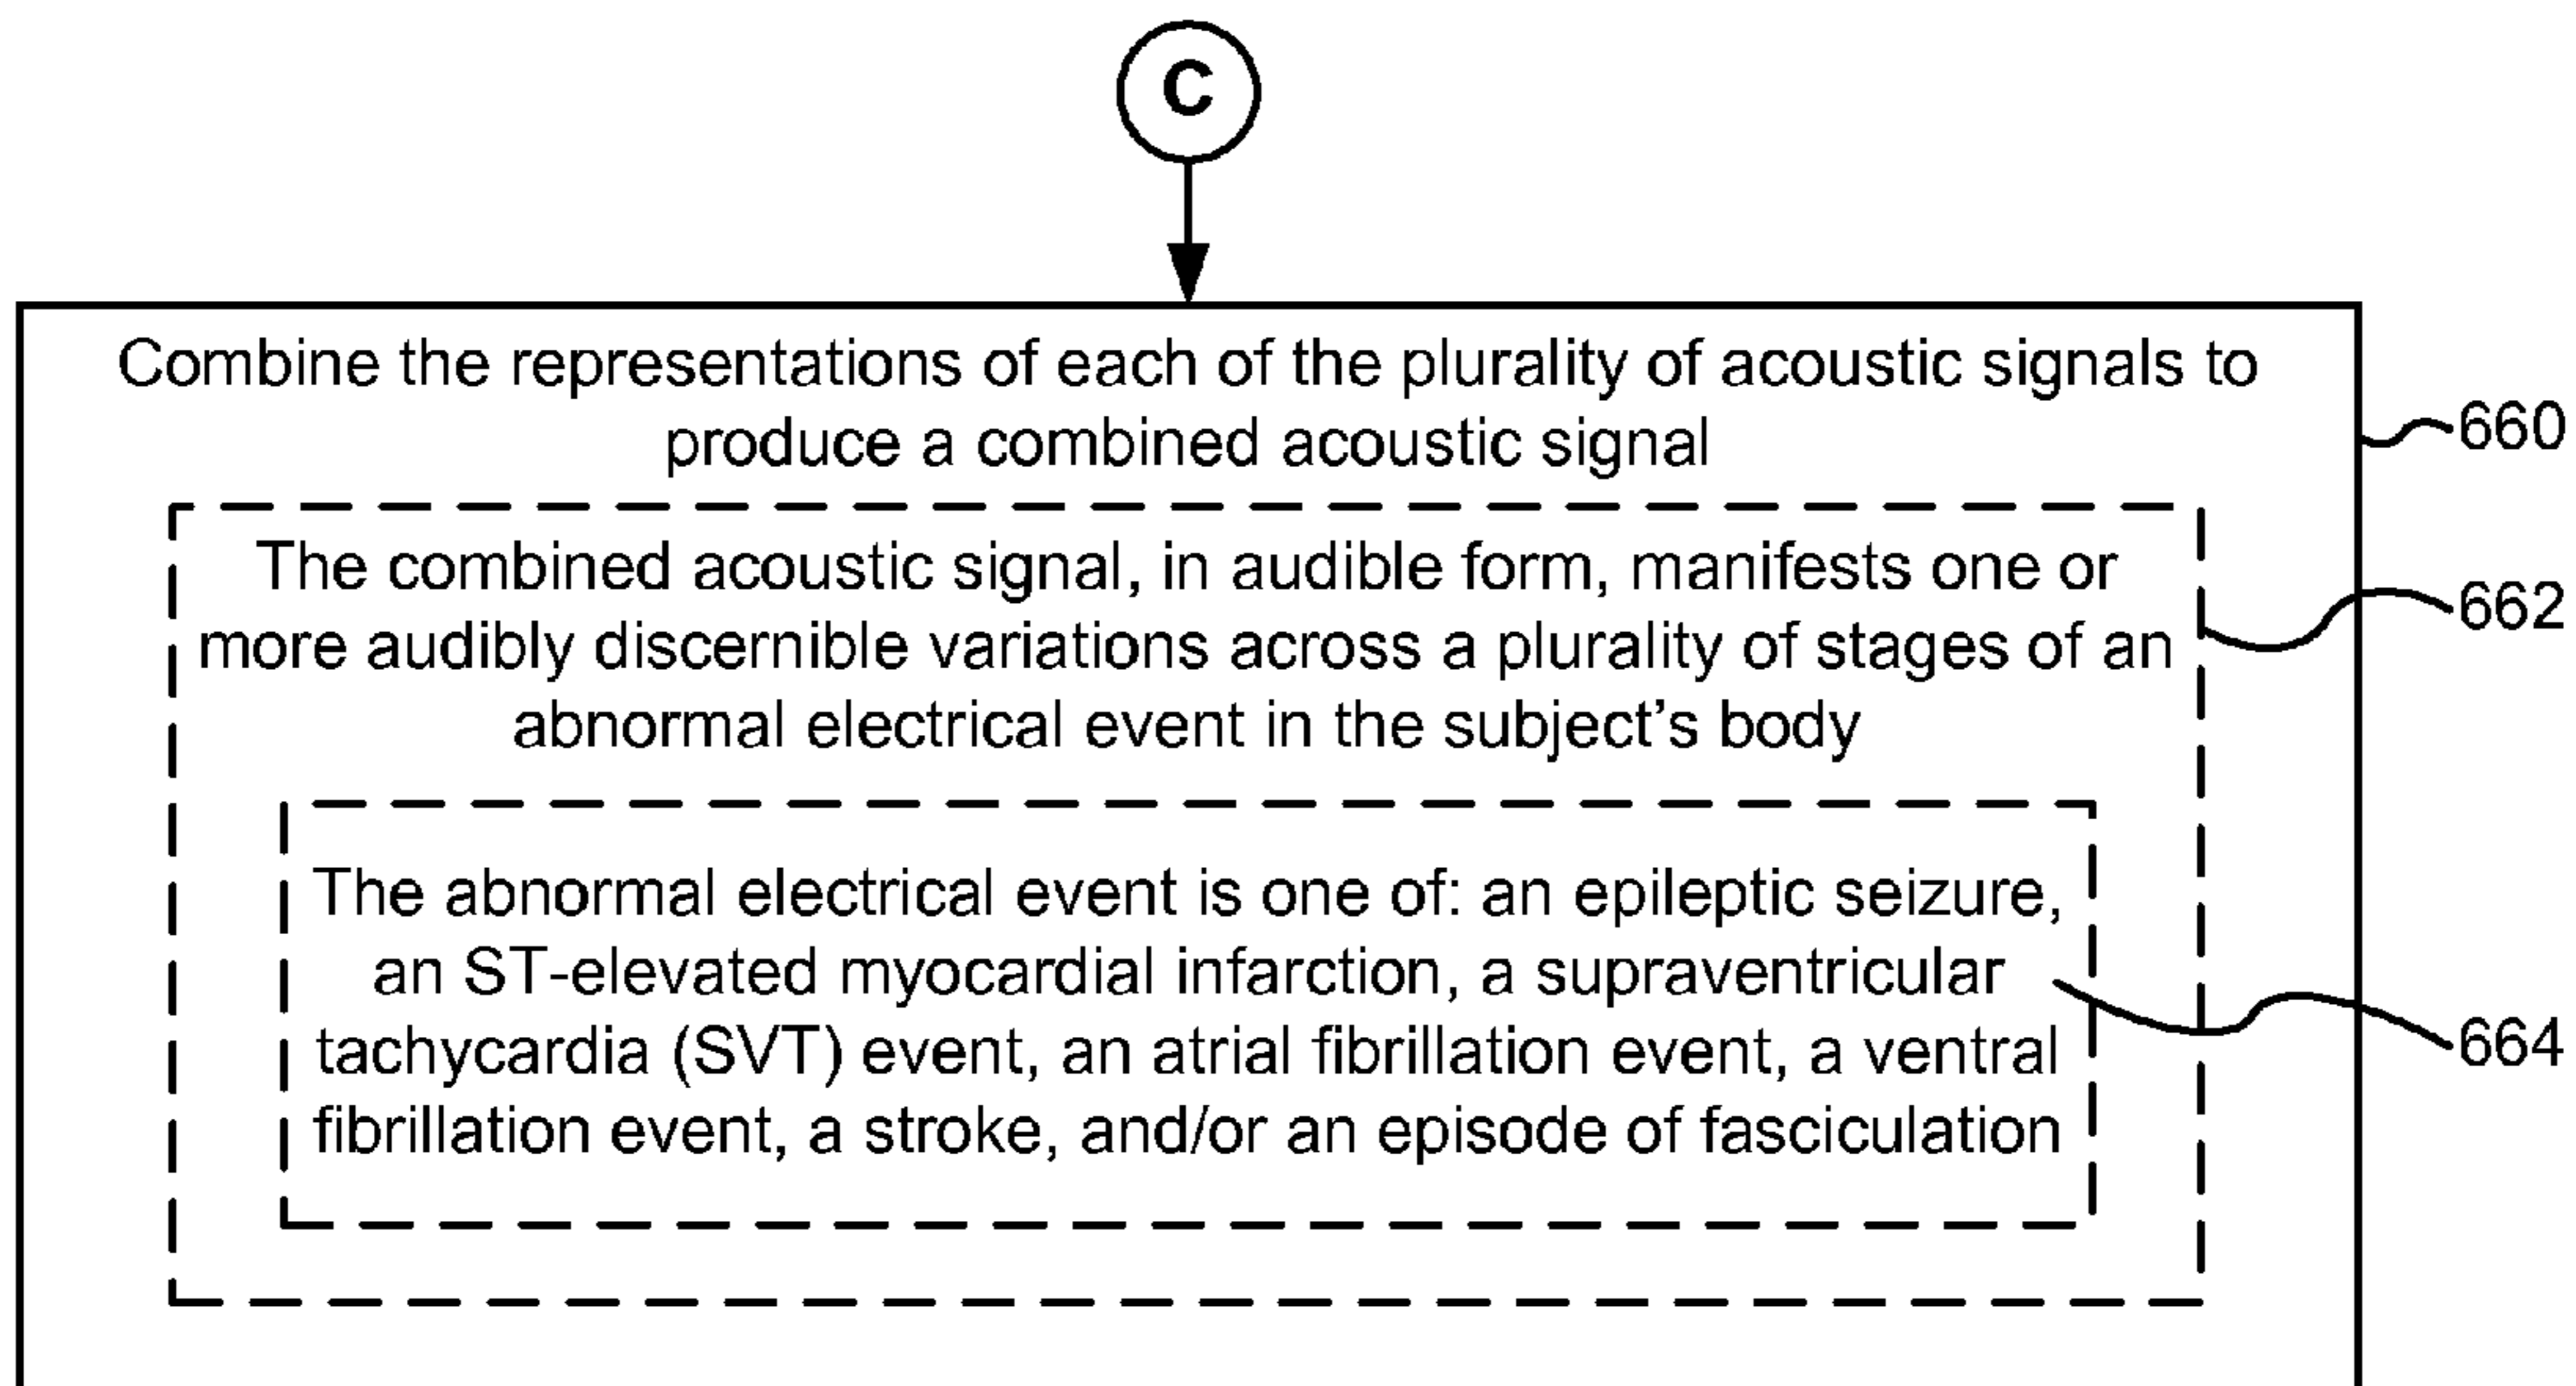 C
Combine the representations of each of the plurality of acoustic signals to
produce a combined acoustic signal
660
The combined acoustic signal, in audible form, manifests one or
more audibly discernible variations across a plurality of stages of an
abnormal electrical event in the subject's body
662
The abnormal electrical event is one of: an epileptic seizure,
an ST-elevated myocardial infarction, a supraventricular
tachycardia (SVT) event, an atrial fibrillation event, a ventral
fibrillation event, a stroke, and/or an episode of fasciculation
664